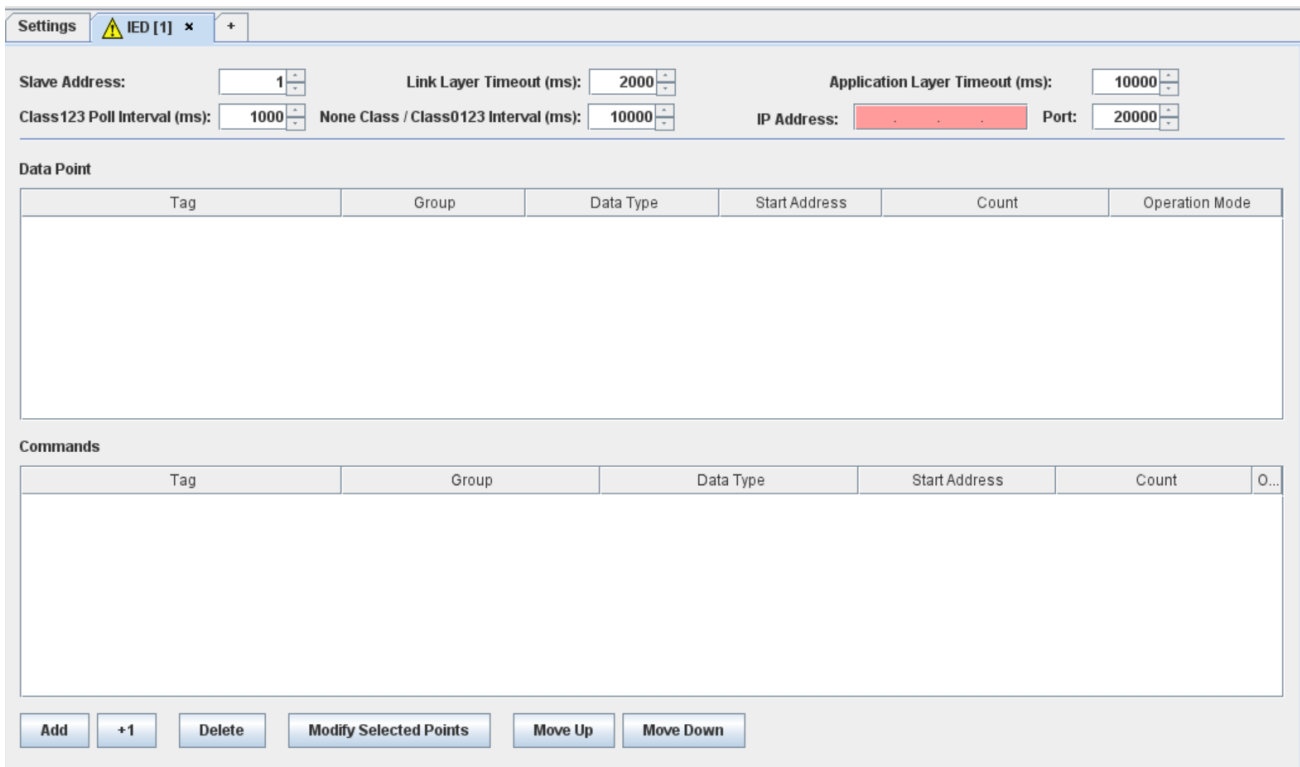 Settings IED [1] × +
Slave Address: 1 Link Layer Timeout (ms): 2000 Application Layer Timeout (ms): 10000
Class123 Poll Interval (ms): 1000 None Class / Class0123 Interval (ms): 10000 IP Address: . . . Port: 20000
Data Point
Tag Group Data Type Start Address Count Operation Mode
Commands
Tag Group Data Type Start Address Count O...
Add +1 Delete Modify Selected Points Move Up Move Down